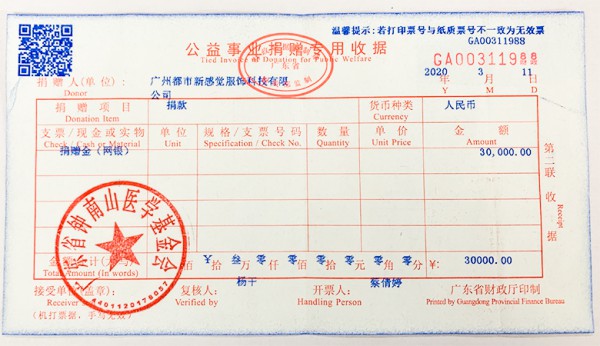 温馨提示：若打印票号与纸质票号不一致为无效票
GA00311988
公益事业捐赠专用收据
Tied Invoice of Donation for Public Welfare
GA00311988
2020 3 11
捐赠人(单位)： 广州都市新感觉服饰科技有限公司 年 月 日
Donor Y M D
捐赠项目 捐款 货币种类 人民币
Donation Item Currency
支票/现金或实物 单位 规格/支票号码 数量 单价 金额
Check / Cash or Material Unit Specification / Check No. Quantity Unit Price Amount
捐赠金（网银） 30,000.00
第二联 收据
Receipt
广东省钟南山医学基金会
4401120176057
佰 ¥ 拾 叁 万 零 仟 零 佰 零 拾 零 元 零 角 零 分 ¥: 30000.00
Total Amount (In words)
杨干 蔡倩婷
接受单位(盖章)： 复核人： 开票人： 广东省财政厅印制
Receiver Verified by Handling Person Printed by Guangdong Provincial Finance Bureau
(机打票据，手写无效)